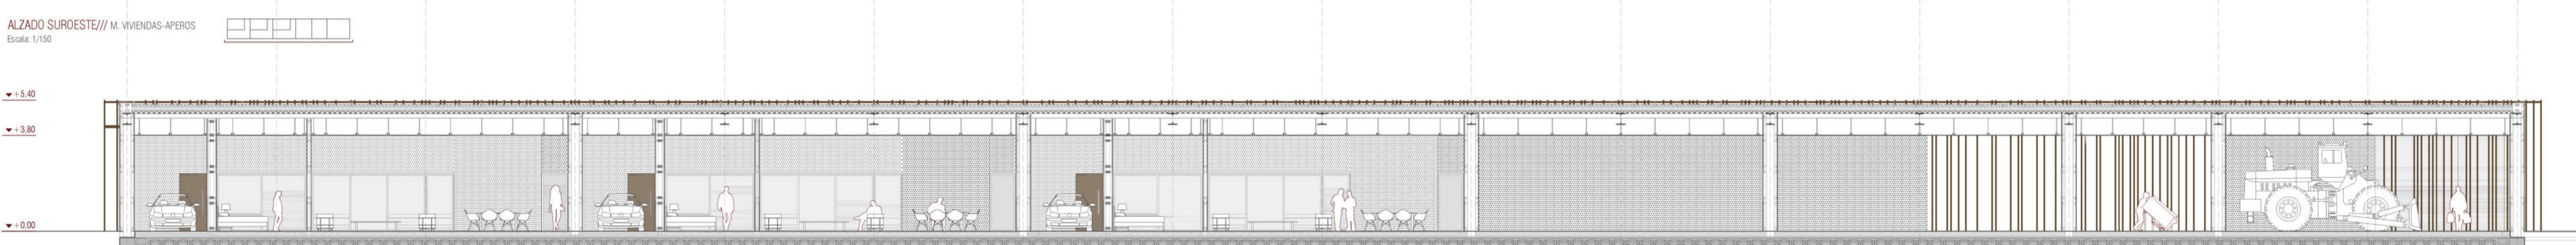 ALZADO SUROESTE/// M. VIVIENDAS-APEROS
Escala: 1/150
+5,40
+3,80
+0,00